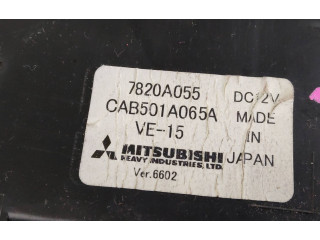 7820A055 DC12V
CAB501A065A MADE
VE-15 IN
MITSUBISHI JAPAN
HEAVY INDUSTRIES, LTD.
Ver.6602